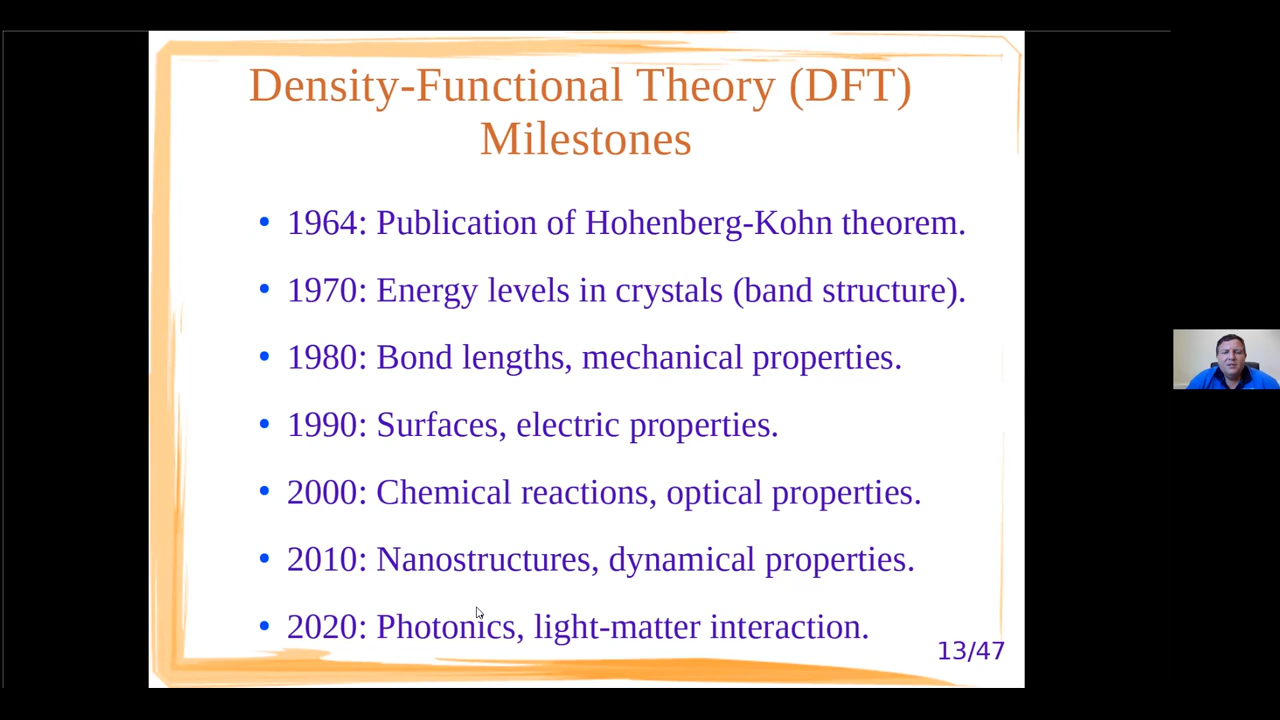 Density-Functional Theory (DFT)
Milestones
• 1964: Publication of Hohenberg-Kohn theorem.
• 1970: Energy levels in crystals (band structure).
• 1980: Bond lengths, mechanical properties.
• 1990: Surfaces, electric properties.
• 2000: Chemical reactions, optical properties.
• 2010: Nanostructures, dynamical properties.
• 2020: Photonics, light-matter interaction.
13/47